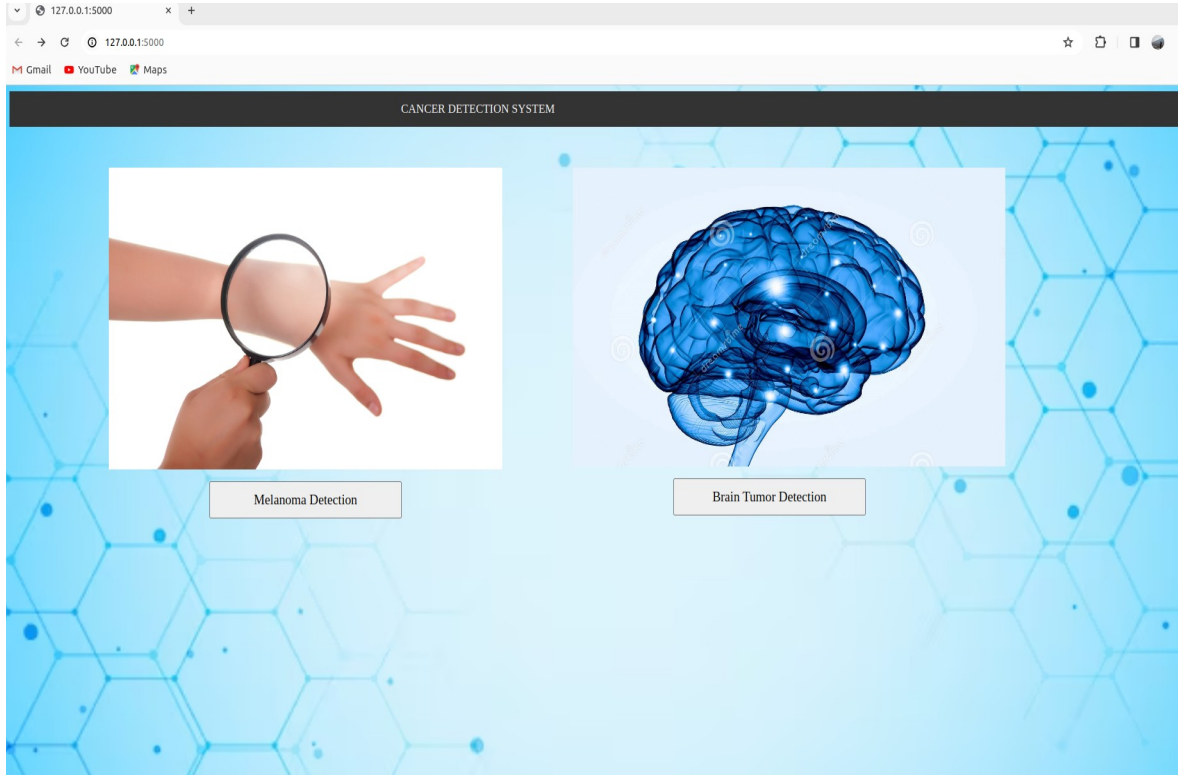 127.0.0.1:5000
127.0.0.1:5000
Gmail YouTube Maps
CANCER DETECTION SYSTEM
Melanoma Detection
Brain Tumor Detection